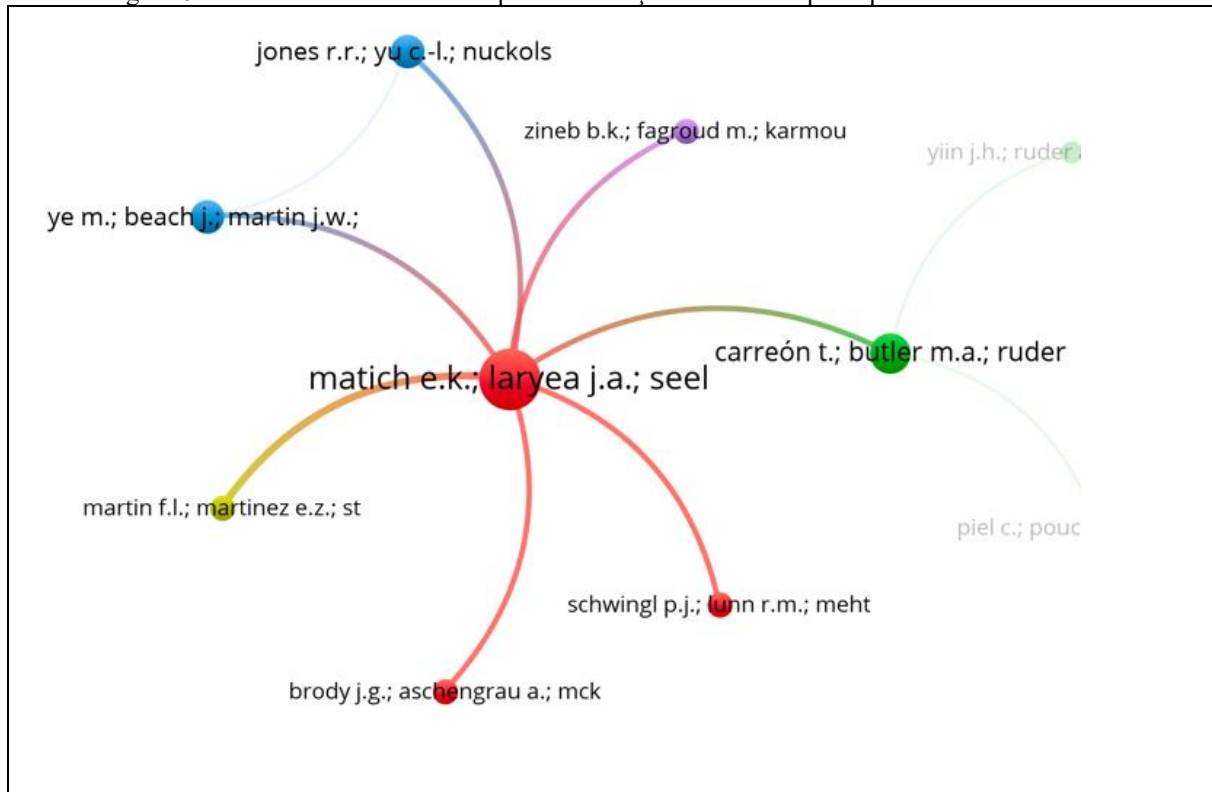 jones r.r.; yu c.-l.; nuckols
zineb b.k.; fagroud m.; karmou
yiin j.h.; ruder
ye m.; beach j.; martin j.w.;
carreón t.; butler m.a.; ruder
matich e.k.; laryea j.a.; seel
martin f.l.; martinez e.z.; st
piel c.; pouc
schwingl p.j.; lunn r.m.; meht
brody j.g.; aschengrau a.; mck